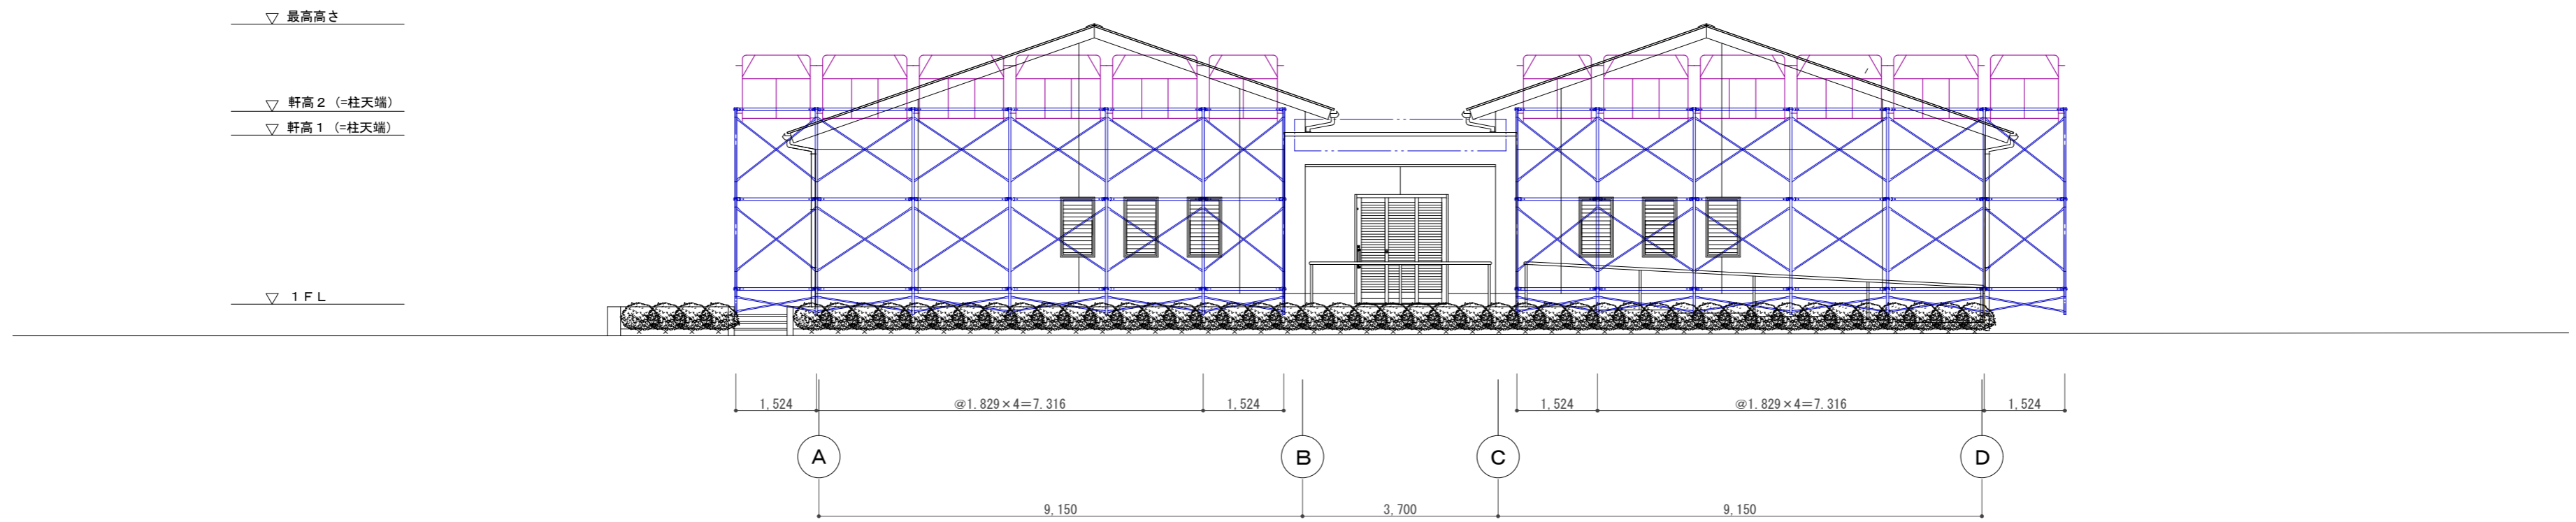 ▽ 最高高さ
▽ 軒高2 (=柱天端)
▽ 軒高1 (=柱天端)
▽ 1FL
1,524
@1.829×4=7.316
1,524
1,524
@1.829×4=7.316
1,524
A
B
C
D
9,150
3,700
9,150